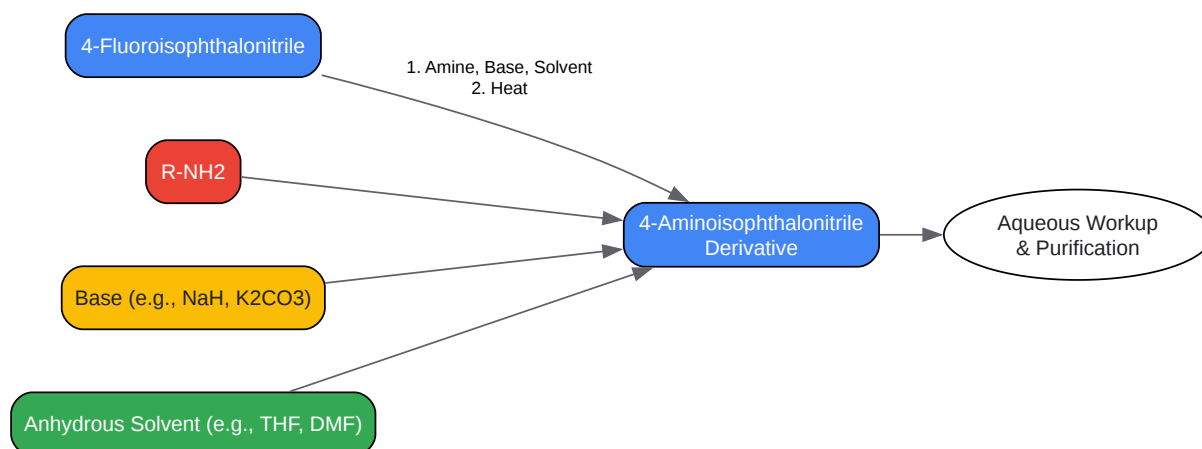 4-Fluoroisophthalonitrile
1. Amine, Base, Solvent
2. Heat
R-NH2
4-Aminoisophthalonitrile
Derivative
Aqueous Workup
& Purification
Base (e.g., NaH, K2CO3)
Anhydrous Solvent (e.g., THF, DMF)